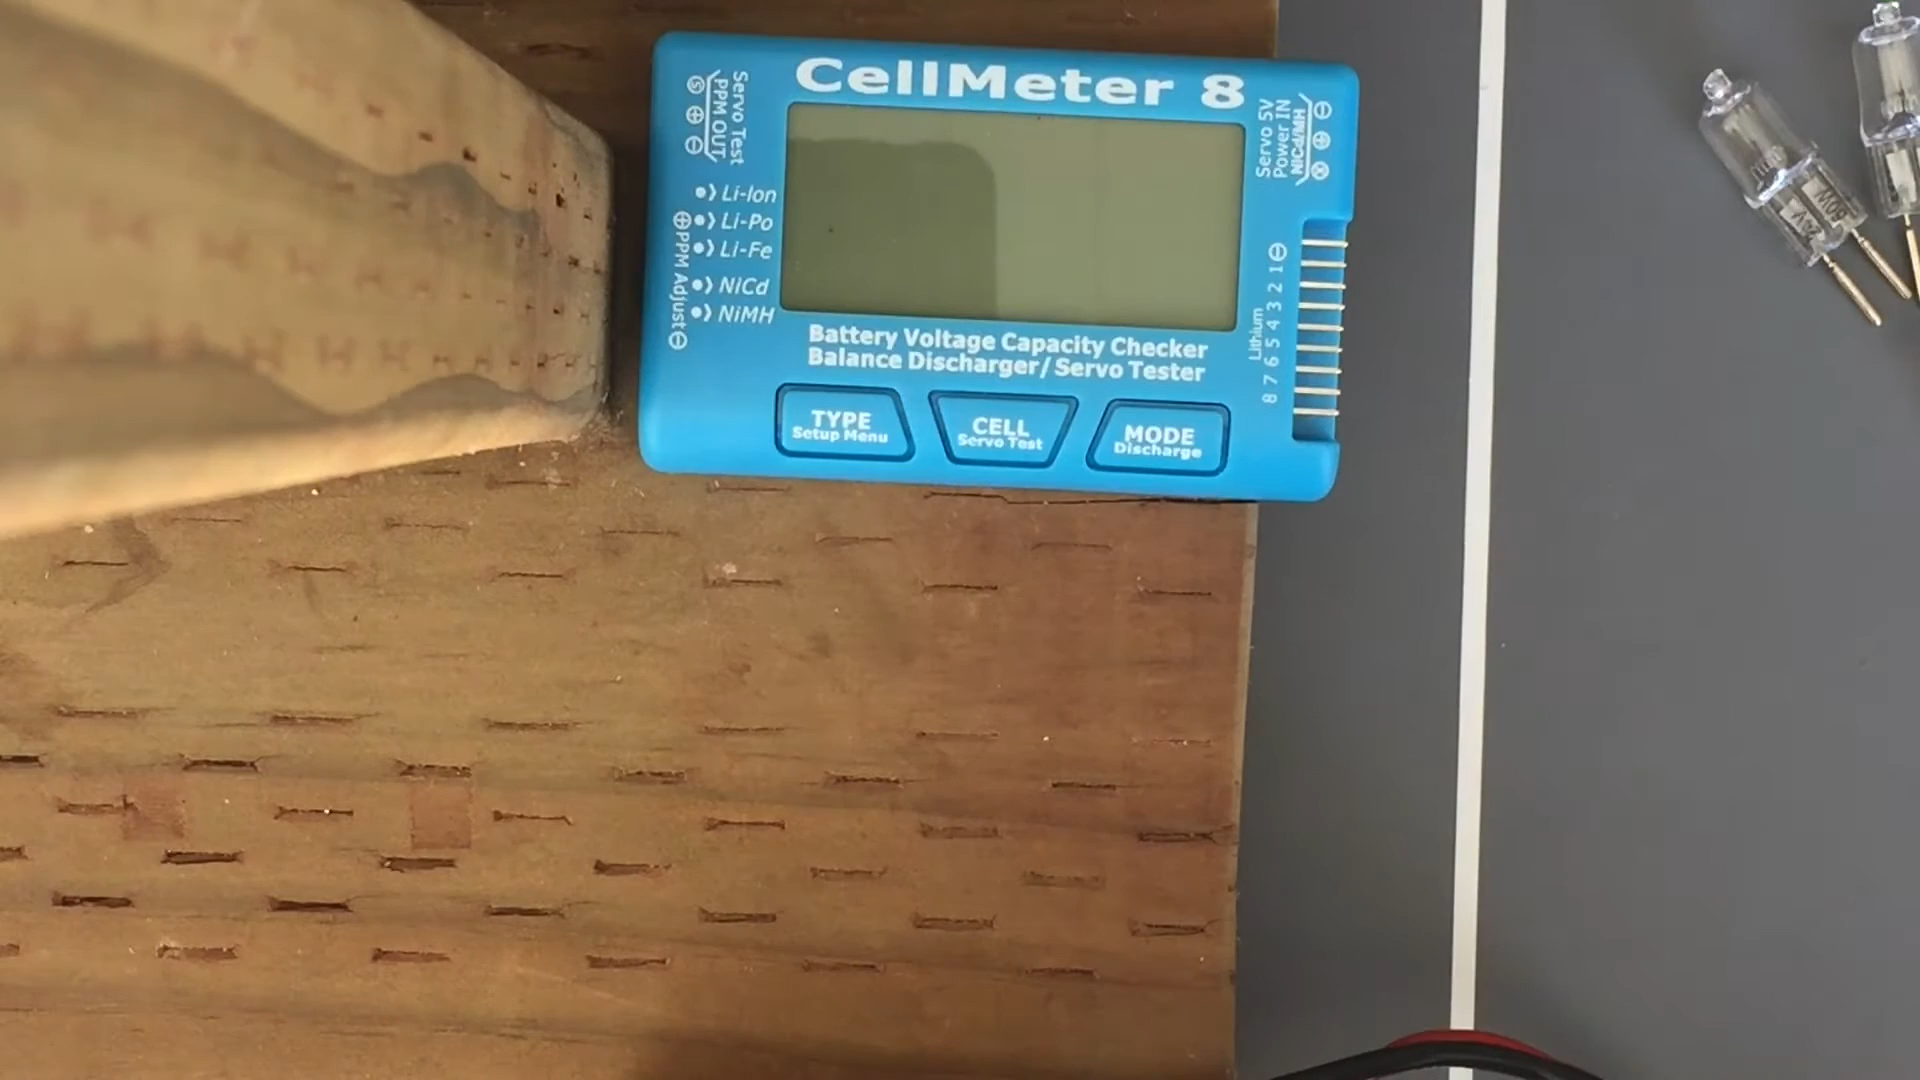 CellMeter 8
Servo Test
PPM OUT
Ⓢ ⊕ ⊖
Servo 5V
Power IN
NiCd/MH
⊖ ⊕ ⊗
Li-Ion
Li-Po
Li-Fe
NiCd
NiMH
⊕PPM Adjust⊖
Lithium
8 7 6 5 4 3 2 1 ⊖
Battery Voltage Capacity Checker
Balance Discharger/Servo Tester
TYPE
Setup Menu
CELL
Servo Test
MODE
Discharge
60W